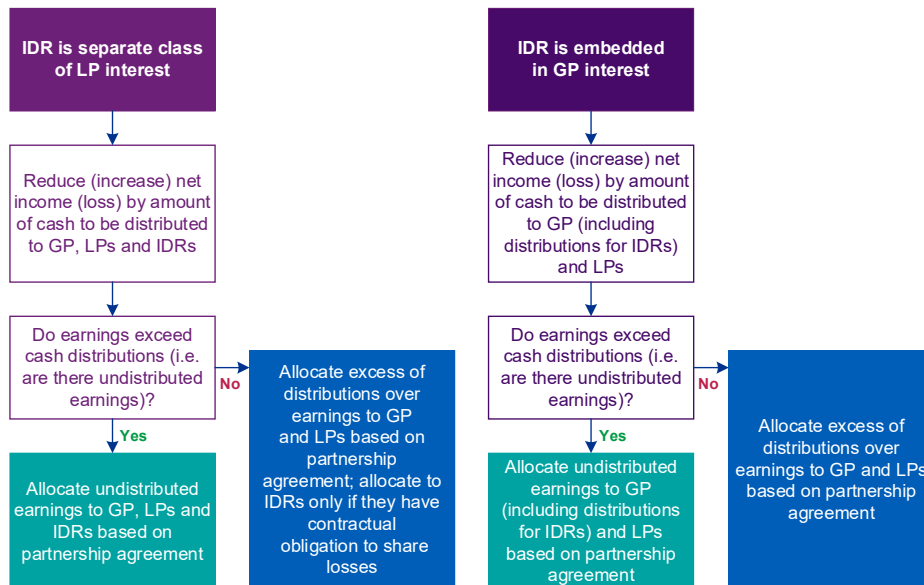 IDR is separate class
of LP interest
Reduce (increase) net
income (loss) by amount
of cash to be distributed
to GP, LPs and IDRs
Do earnings exceed
cash distributions (i.e.
are there undistributed
earnings)?
No
Yes
Allocate excess of
distributions over
earnings to GP
and LPs based on
partnership
agreement; allocate to
IDRs only if they have
contractual
obligation to share
losses
Allocate undistributed
earnings to GP, LPs and
IDRs based on
partnership agreement
IDR is embedded
in GP interest
Reduce (increase) net
income (loss) by
amount of cash to be
distributed to GP
(including
distributions for IDRs)
and LPs
Do earnings exceed
cash distributions (i.e.
are there undistributed
earnings)?
No
Yes
Allocate excess of
distributions over
earnings to GP and LPs
based on partnership
agreement
Allocate undistributed
earnings to GP
(including distributions
for IDRs) and LPs
based on partnership
agreement